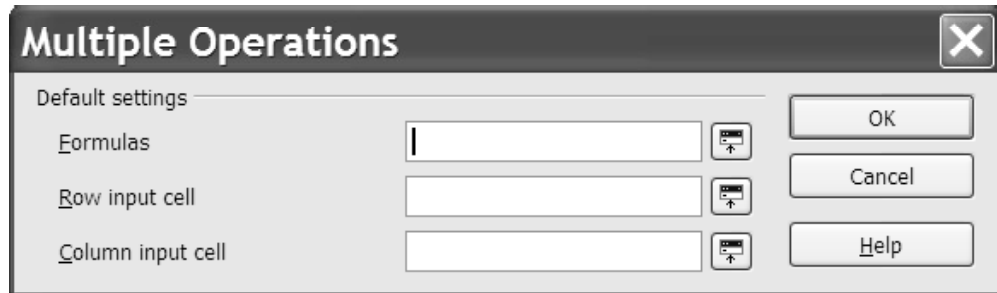 Multiple Operations
Default settings
Formulas
Row input cell
Column input cell
OK
Cancel
Help